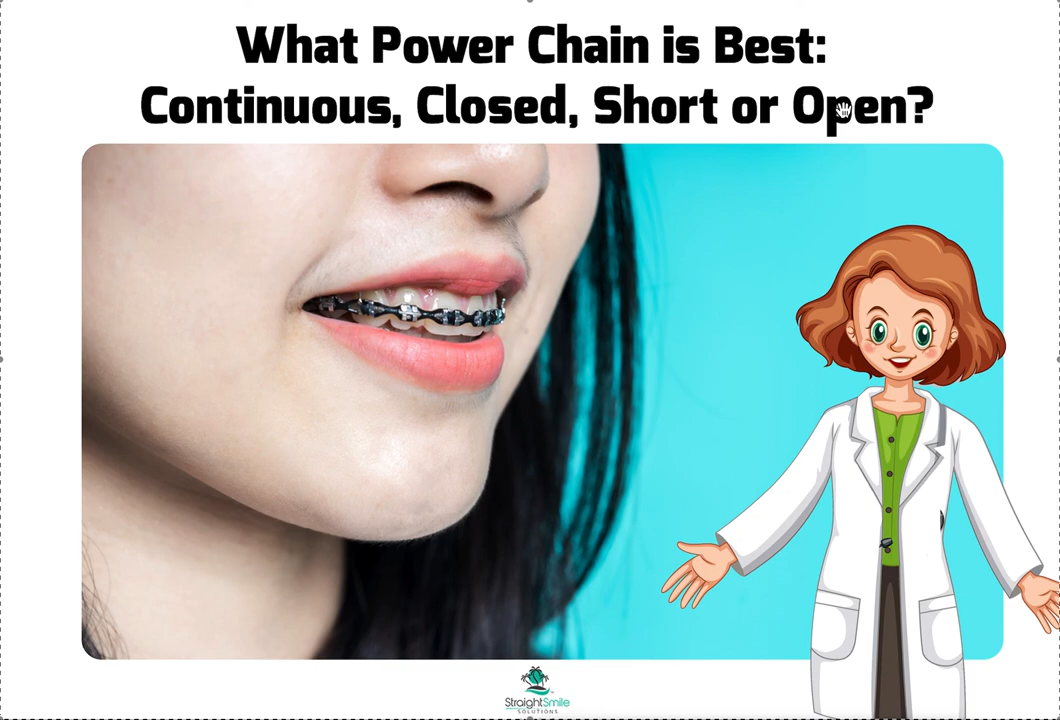 What Power Chain is Best:
Continuous, Closed, Short or Open?
StraightSmile
SOLUTIONS